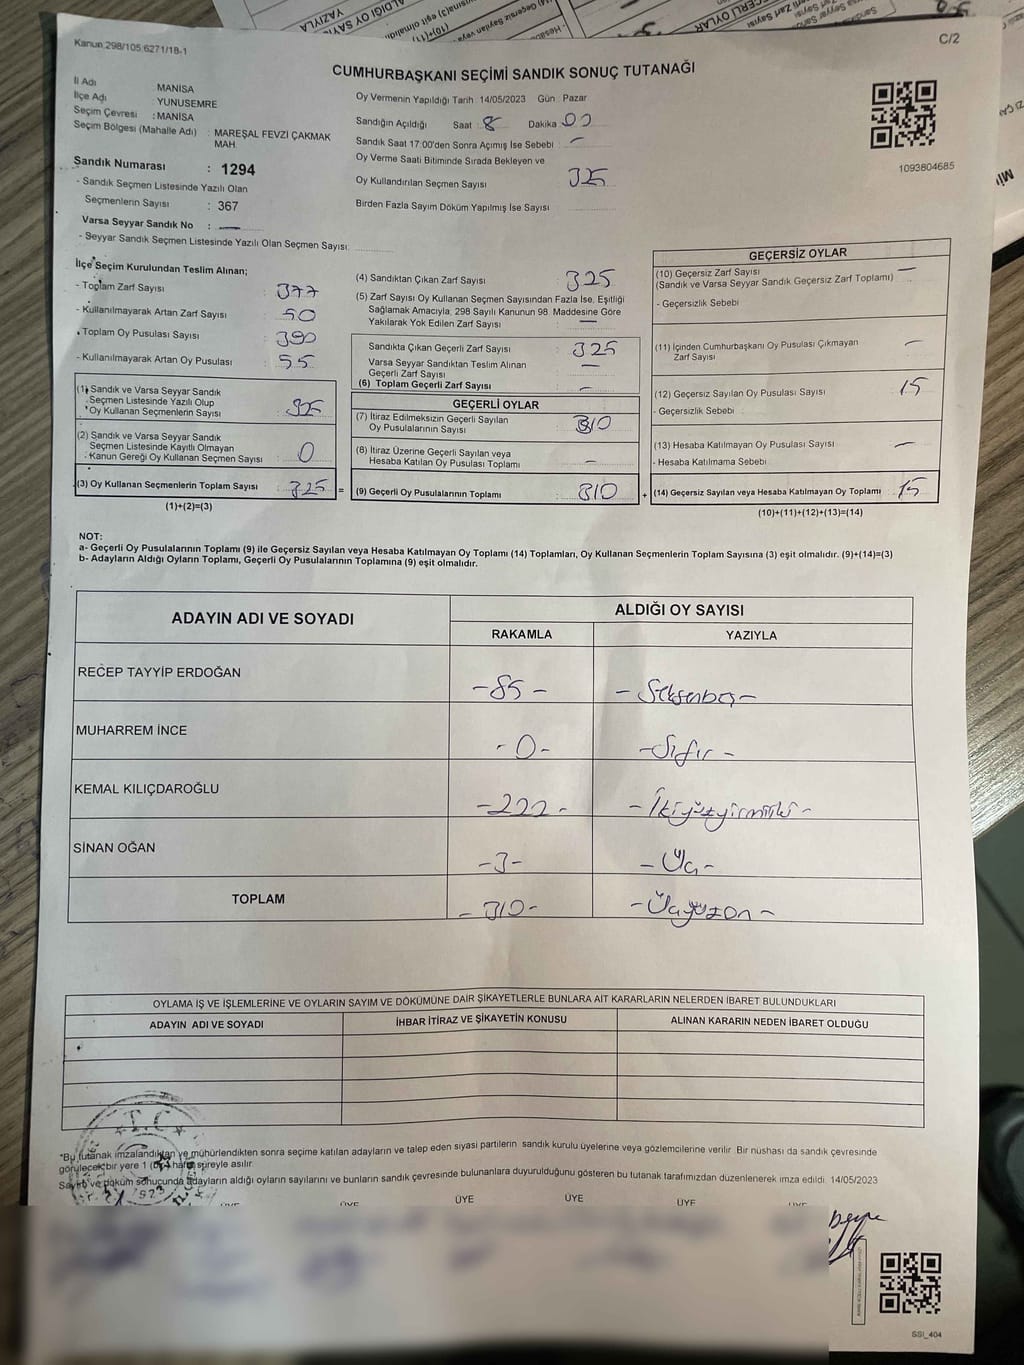 Kanun.298/105.6271/18-1
C/2
CUMHURBAŞKANI SEÇİMİ SANDIK SONUÇ TUTANAĞI
İl Adı MANİSA
İlçe Adı YUNUSEMRE
Seçim Çevresi : MANİSA
Seçim Bölgesi (Mahalle Adı) : MAREŞAL FEVZİ ÇAKMAK MAH.
Sandık Numarası : 1294
- Sandık Seçmen Listesinde Yazılı Olan
Seçmenlerin Sayısı : 367
Varsa Seyyar Sandık No : —
- Seyyar Sandık Seçmen Listesinde Yazılı Olan Seçmen Sayısı:
Oy Vermenin Yapıldığı Tarih 14/05/2023 Gün Pazar
Sandığın Açıldığı Saat 8 Dakika 00
Sandık Saat 17:00'den Sonra Açımış İse Sebebi : —
Oy Verme Saati Bitiminde Sırada Bekleyen ve
Oy Kullandırılan Seçmen Sayısı 325
Birden Fazla Sayım Döküm Yapılmış İse Sayısı
1093804685
İlçe Seçim Kurulundan Teslim Alınan;
- Toplam Zarf Sayısı : 377
- Kullanılmayarak Artan Zarf Sayısı : 50
- Toplam Oy Pusulası Sayısı : 390
- Kullanılmayarak Artan Oy Pusulası : 55
(1) Sandık ve Varsa Seyyar Sandık
Seçmen Listesinde Yazılı Olup
Oy Kullanan Seçmenlerin Sayısı : 325
(2) Sandık ve Varsa Seyyar Sandık
Seçmen Listesinde Kayıtlı Olmayan
Kanun Gereği Oy Kullanan Seçmen Sayısı : 0
(3) Oy Kullanan Seçmenlerin Toplam Sayısı : 325 =
(1)+(2)=(3)
(4) Sandıktan Çıkan Zarf Sayısı : 325
(5) Zarf Sayısı Oy Kullanan Seçmen Sayısından Fazla İse, Eşitliği
Sağlamak Amacıyla, 298 Sayılı Kanunun 98. Maddesine Göre
Yakılarak Yok Edilen Zarf Sayısı : —
Sandıkta Çıkan Geçerli Zarf Sayısı : 325
Varsa Seyyar Sandıktan Teslim Alınan
Geçerli Zarf Sayısı : —
(6) Toplam Geçerli Zarf Sayısı : —
GEÇERLİ OYLAR
(7) İtiraz Edilmeksizin Geçerli Sayılan
Oy Pusulalarının Sayısı : 310
(8) İtiraz Üzerine Geçerli Sayılan veya
Hesaba Katılan Oy Pusulası Toplamı : —
(9) Geçerli Oy Pusulalarının Toplamı : 310 +
GEÇERSİZ OYLAR
(10) Geçersiz Zarf Sayısı : —
(Sandık ve Varsa Seyyar Sandık Geçersiz Zarf Toplamı)
- Geçersizlik Sebebi
(11) İçinden Cumhurbaşkanı Oy Pusulası Çıkmayan
Zarf Sayısı : —
(12) Geçersiz Sayılan Oy Pusulası Sayısı : 15
- Geçersizlik Sebebi
(13) Hesaba Katılmayan Oy Pusulası Sayısı : —
- Hesaba Katılmama Sebebi
(14) Geçersiz Sayılan veya Hesaba Katılmayan Oy Toplamı : 15
(10)+(11)+(12)+(13)=(14)
NOT:
a- Geçerli Oy Pusulalarının Toplamı (9) ile Geçersiz Sayılan veya Hesaba Katılmayan Oy Toplamı (14) Toplamları, Oy Kullanan Seçmenlerin Toplam Sayısına (3) eşit olmalıdır. (9)+(14)=(3)
b- Adayların Aldığı Oyların Toplamı, Geçerli Oy Pusulalarının Toplamına (9) eşit olmalıdır.
ADAYIN ADI VE SOYADI ALDIĞI OY SAYISI
RAKAMLA YAZIYLA
RECEP TAYYİP ERDOĞAN -85- - Seksenbeş -
MUHARREM İNCE -0- - Sıfır -
KEMAL KILIÇDAROĞLU -222- - İkiyüzyirmiiki -
SİNAN OĞAN -3- - Üç -
TOPLAM -310- - Üçyüzon -
OYLAMA İŞ VE İŞLEMLERİNE VE OYLARIN SAYIM VE DÖKÜMÜNE DAİR ŞİKAYETLERLE BUNLARA AİT KARARLARIN NELERDEN İBARET BULUNDUKLARI
ADAYIN ADI VE SOYADI İHBAR İTİRAZ VE ŞİKAYETİN KONUSU ALINAN KARARIN NEDEN İBARET OLDUĞU
T.C
1923
*Bu tutanak imzalandıktan ve mühürlendikten sonra seçime katılan adayların ve talep eden siyasi partilerin sandık kurulu üyelerine veya gözlemcilerine verilir. Bir nüshası da sandık çevresinde
görülecek bir yere 1 (bir) hafta süreyle asılır.
Sayım ve döküm sonucunda adayların aldığı oyların sayılarını ve bunların sandık çevresinde bulunanlara duyurulduğunu gösteren bu tutanak tarafımızdan düzenlenerek imza edildi. 14/05/2023
ÜYE ÜYE ÜYE ÜYE ÜYE
SSI_404